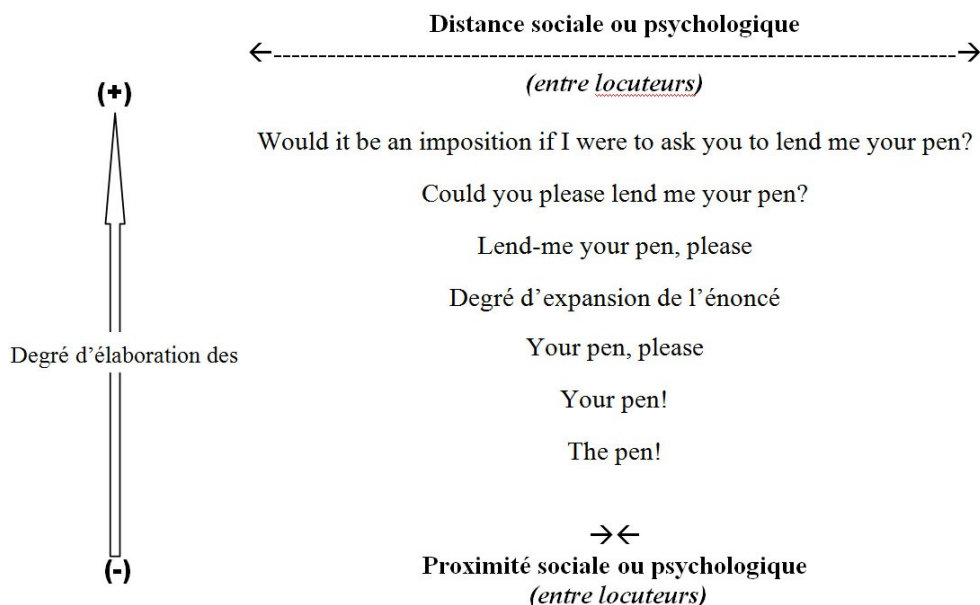 Distance sociale ou psychologique
(entre locuteurs)
(+)
Would it be an imposition if I were to ask you to lend me your pen?
Could you please lend me your pen?
Lend-me your pen, please
Degré d'expansion de l'énoncé
Your pen, please
Degré d'élaboration des
Your pen!
The pen!
(-)
Proximité sociale ou psychologique
(entre locuteurs)